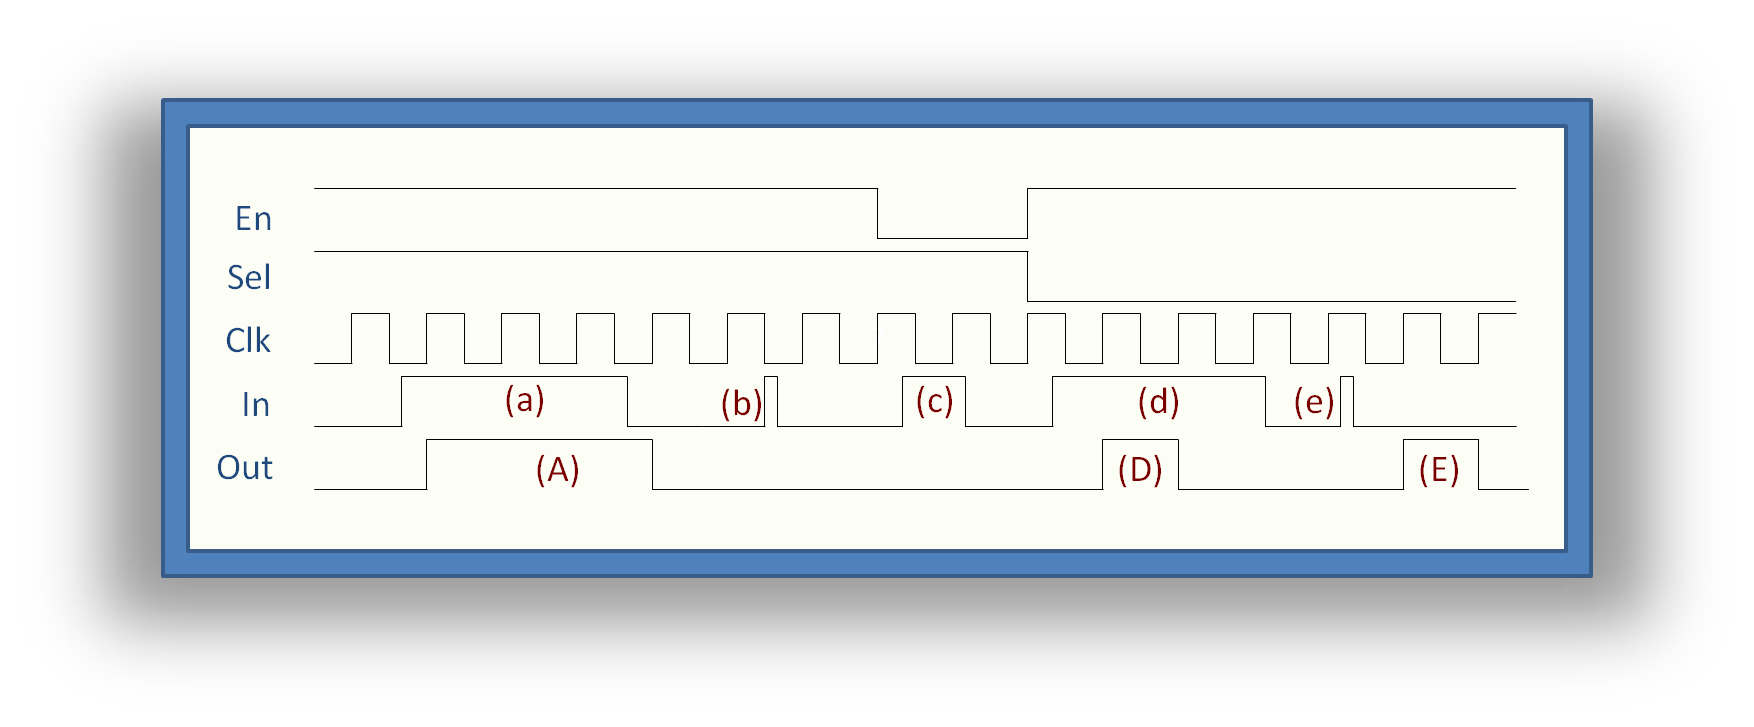 En
Sel
Clk
In (a) (b) (c) (d) (e)
Out (A) (D) (E)